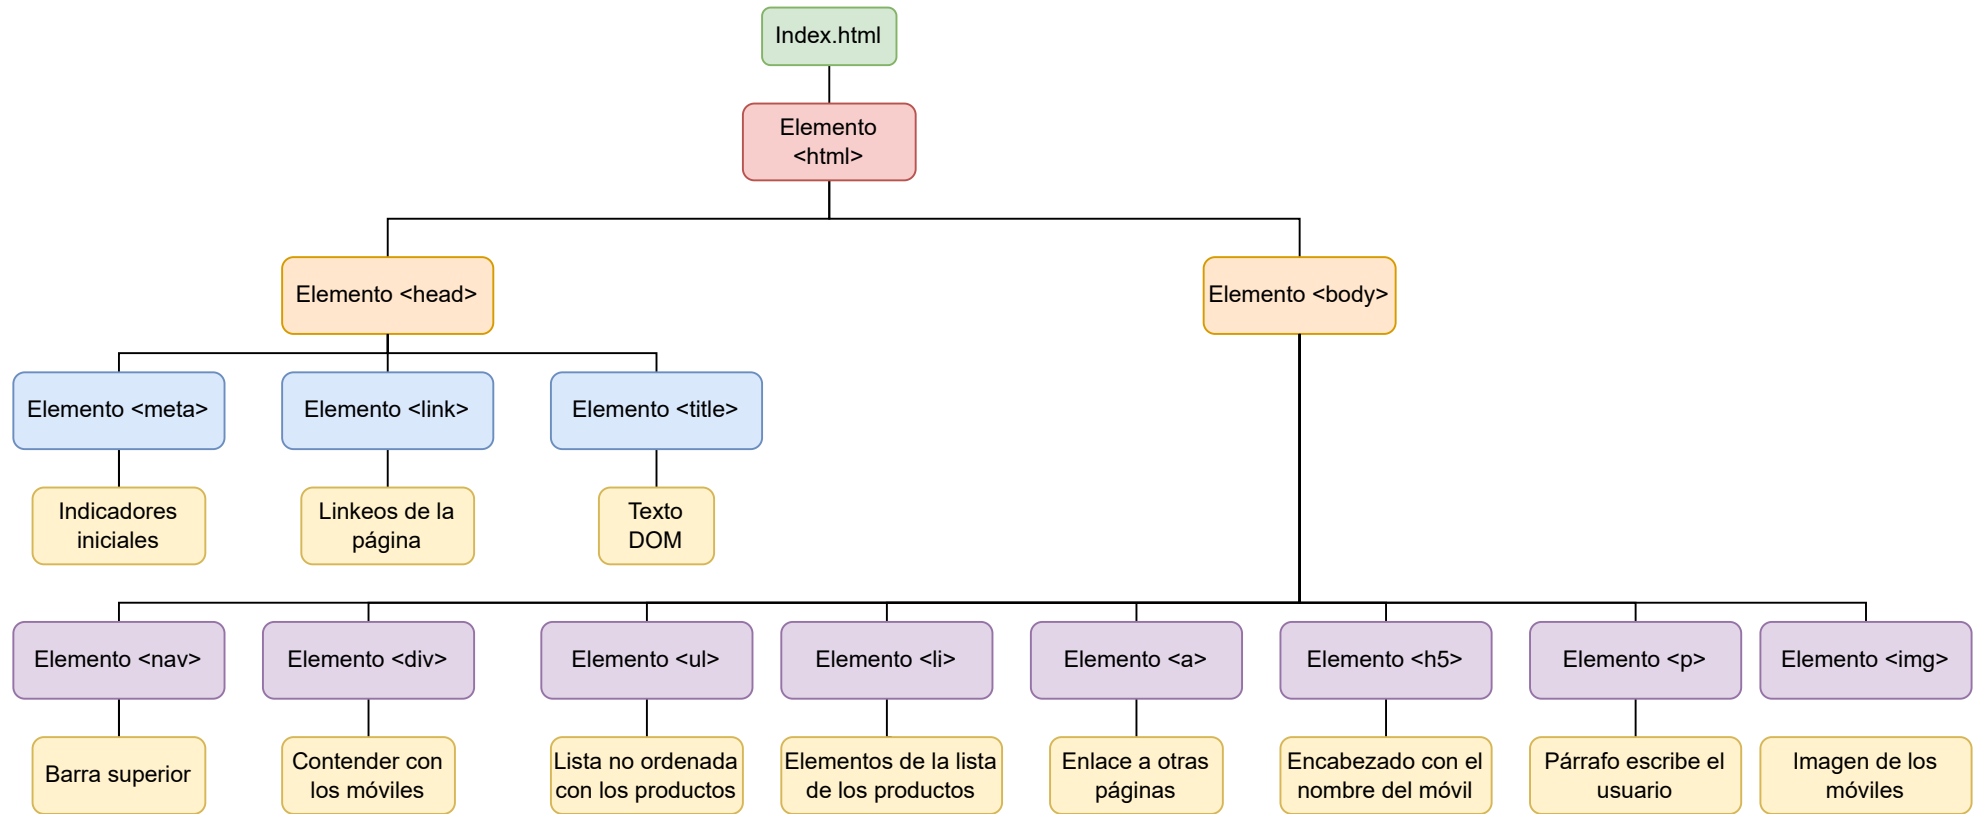 Index.html
Elemento
<html>
Elemento <head>
Elemento <body>
Elemento <meta>
Elemento <link>
Elemento <title>
Indicadores
iniciales
Linkeos de la
página
Texto
DOM
Elemento <nav>
Elemento <div>
Elemento <ul>
Elemento <li>
Elemento <a>
Elemento <h5>
Elemento <p>
Elemento <img>
Barra superior
Contender con
los móviles
Lista no ordenada
con los productos
Elementos de la lista
de los productos
Enlace a otras
páginas
Encabezado con el
nombre del móvil
Párrafo escribe el
usuario
Imagen de los
móviles